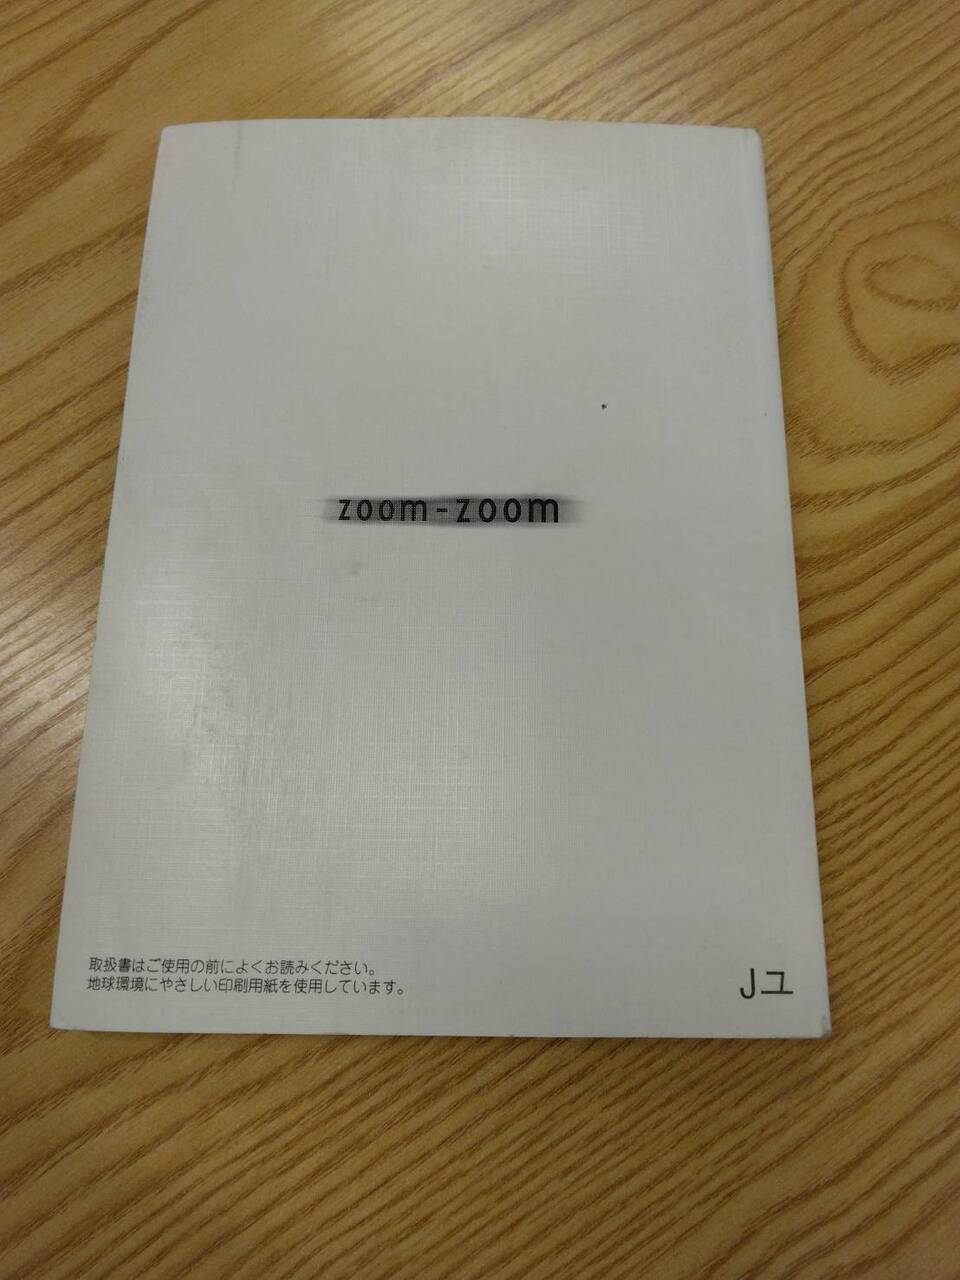 zoom-zoom
取扱書はご使用の前によくお読みください。
地球環境にやさしい印刷用紙を使用しています。
Jユ